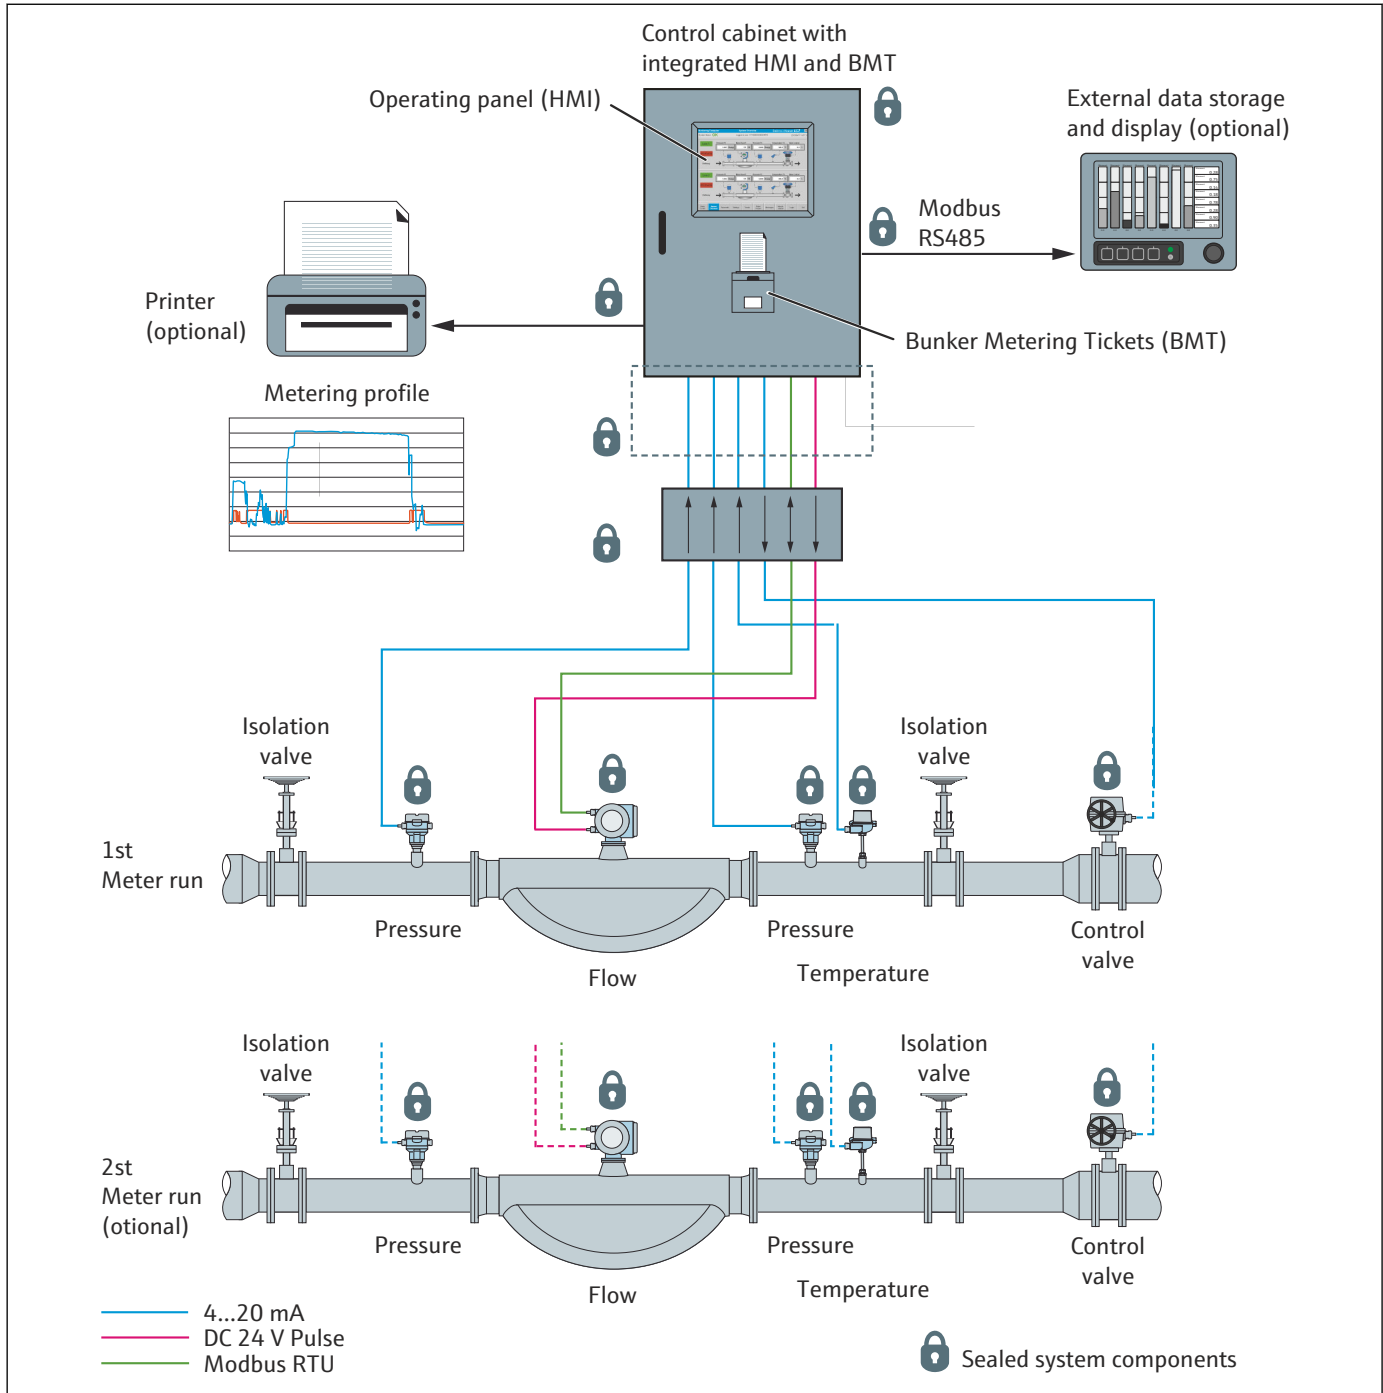 Control cabinet with
integrated HMI and BMT
Operating panel (HMI)
External data storage
and display (optional)
Modbus
RS485
Printer
(optional)
Bunker Metering Tickets (BMT)
Metering profile
Isolation
valve
Isolation
valve
1st
Meter run
Pressure
Flow
Pressure
Temperature
Control
valve
Isolation
valve
Isolation
valve
2st
Meter run
(otional)
Pressure
Flow
Pressure
Temperature
Control
valve
4...20 mA
DC 24 V Pulse
Modbus RTU
Sealed system components